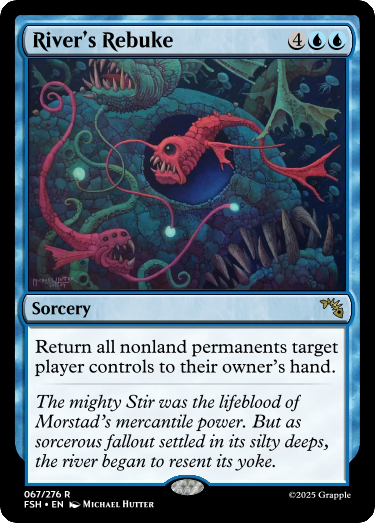 River's Rebuke 4
Sorcery
Return all nonland permanents target
player controls to their owner's hand.
The mighty Stir was the lifeblood of
Morstad's mercantile power. But as
sorcerous fallout settled in its silty deeps,
the river began to resent its yoke.
067/276 R
FSH • EN Michael Hutter
©2025 Grapple